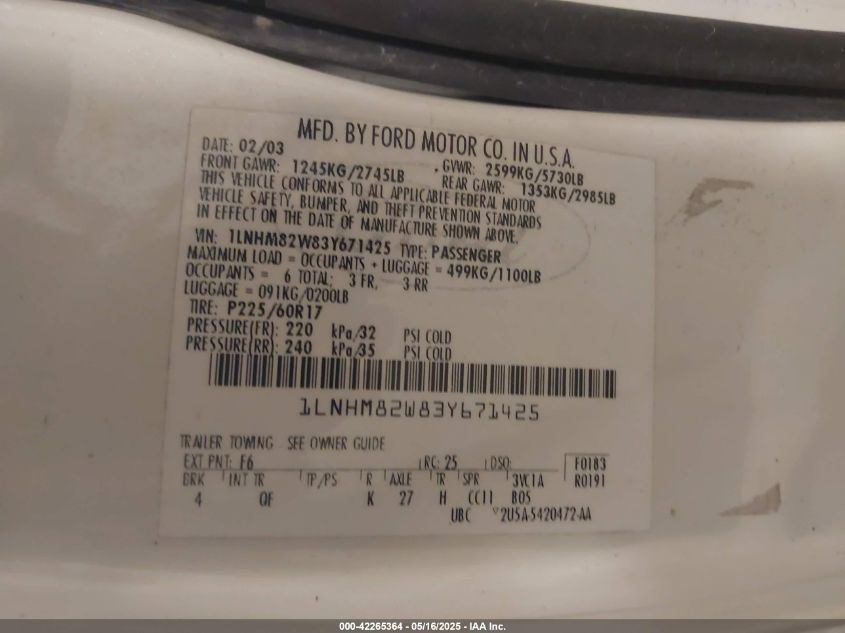 MFD. BY FORD MOTOR CO. IN U.S.A.
DATE: 02/03 GVWR: 2599KG/5730LB
FRONT GAWR: 1245KG/2745LB REAR GAWR: 1353KG/2985LB
THIS VEHICLE CONFORMS TO ALL APPLICABLE FEDERAL MOTOR
VEHICLE SAFETY, BUMPER, AND THEFT PREVENTION STANDARDS
IN EFFECT ON THE DATE OF MANUFACTURE SHOWN ABOVE.
VIN: 1LNHM82W83Y671425 TYPE: PASSENGER
MAXIMUM LOAD = OCCUPANTS + LUGGAGE = 499KG/1100LB
OCCUPANTS = 6 TOTAL; 3 FR, 3 RR
LUGGAGE = 091KG/0200LB
TIRE: P225/60R17
PRESSURE(FR): 220 kPa/32 PSI COLD
PRESSURE(RR): 240 kPa/35 PSI COLD
1LNHM82W83Y671425
TRAILER TOWING SEE OWNER GUIDE
EXT PNT: F6 RC: 25 DSO: F0183
BRK INT TR TP/PS R AXLE TR SPR 3VC1A R0191
4 QF K 27 H CC11 B05
UBC 2U5A-5420472-AA
000-42265364 - 05/16/2025 - IAA Inc.